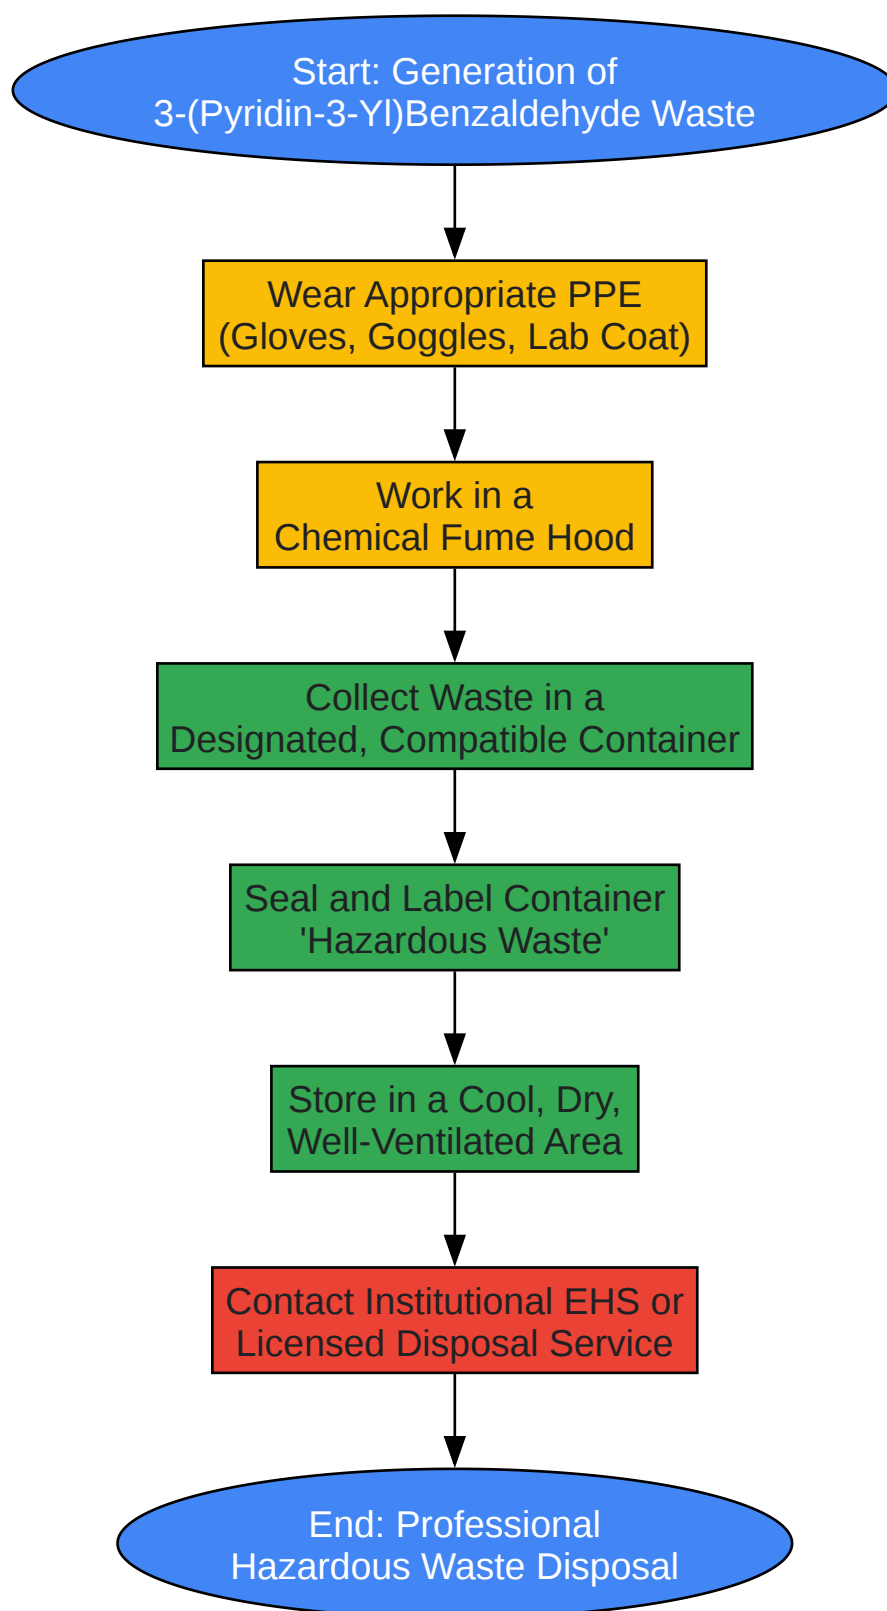 Start: Generation of
3-(Pyridin-3-Yl)Benzaldehyde Waste
Wear Appropriate PPE
(Gloves, Goggles, Lab Coat)
Work in a
Chemical Fume Hood
Collect Waste in a
Designated, Compatible Container
Seal and Label Container
'Hazardous Waste'
Store in a Cool, Dry,
Well-Ventilated Area
Contact Institutional EHS or
Licensed Disposal Service
End: Professional
Hazardous Waste Disposal